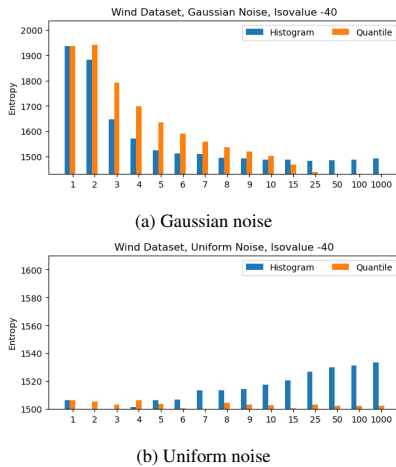 Wind Dataset, Gaussian Noise, Isovalue -40
Histogram Quantile
2000
1900
1800
1700
1600
1500
Entropy
1 2 3 4 5 6 7 8 9 10 15 25 50 100 1000
(a) Gaussian noise
Wind Dataset, Uniform Noise, Isovalue -40
Histogram Quantile
1600
1580
1560
1540
1520
1500
Entropy
1 2 3 4 5 6 7 8 9 10 15 25 50 100 1000
(b) Uniform noise